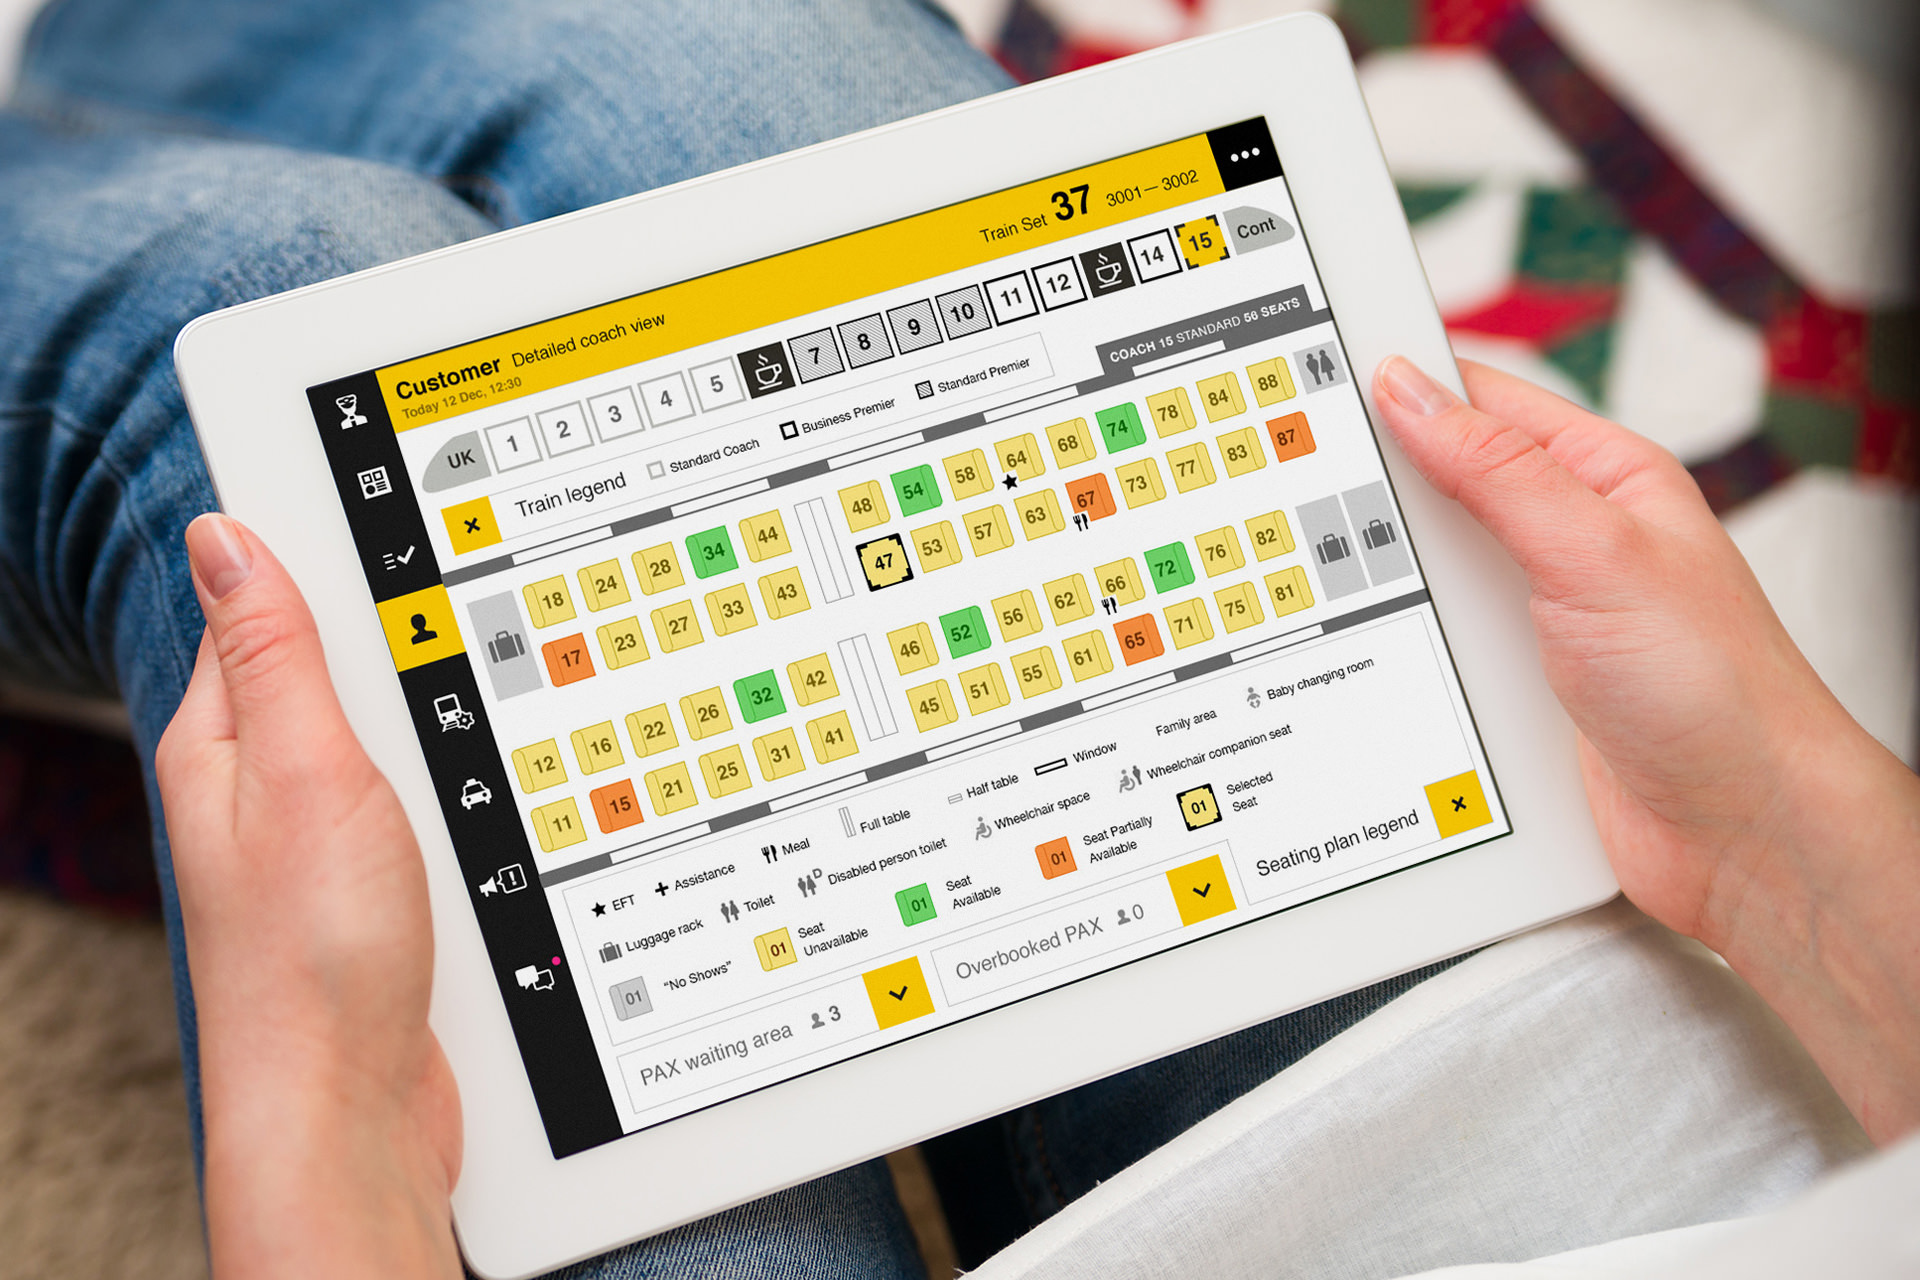 Customer Detailed coach view
Today 12 Dec, 12:30
Train Set 37 3001— 3002
UK 1 2 3 4 5 7 8 9 10 11 12 14 15 Cont
Train legend
Standard Coach
Business Premier
Standard Premier
COACH 15 STANDARD 56 SEATS
18 24 28 34 44 48 54 58 64 68 74 78 84 88
17 23 27 33 43 47 53 57 63 67 73 77 83 87
12 16 22 26 32 42 46 52 56 62 66 72 76 82
11 15 21 25 31 41 45 51 55 61 65 71 75 81
EFT
Assistance
Meal
Full table
Half table
Window
Family area
Baby changing room
Luggage rack
Toilet
Disabled person toilet
Wheelchair space
Wheelchair companion seat
01 "No Shows"
01 Seat
Unavailable
01 Seat
Available
01 Seat Partially
Available
01 Selected
Seat
Seating plan legend
PAX waiting area 3
Overbooked PAX 0